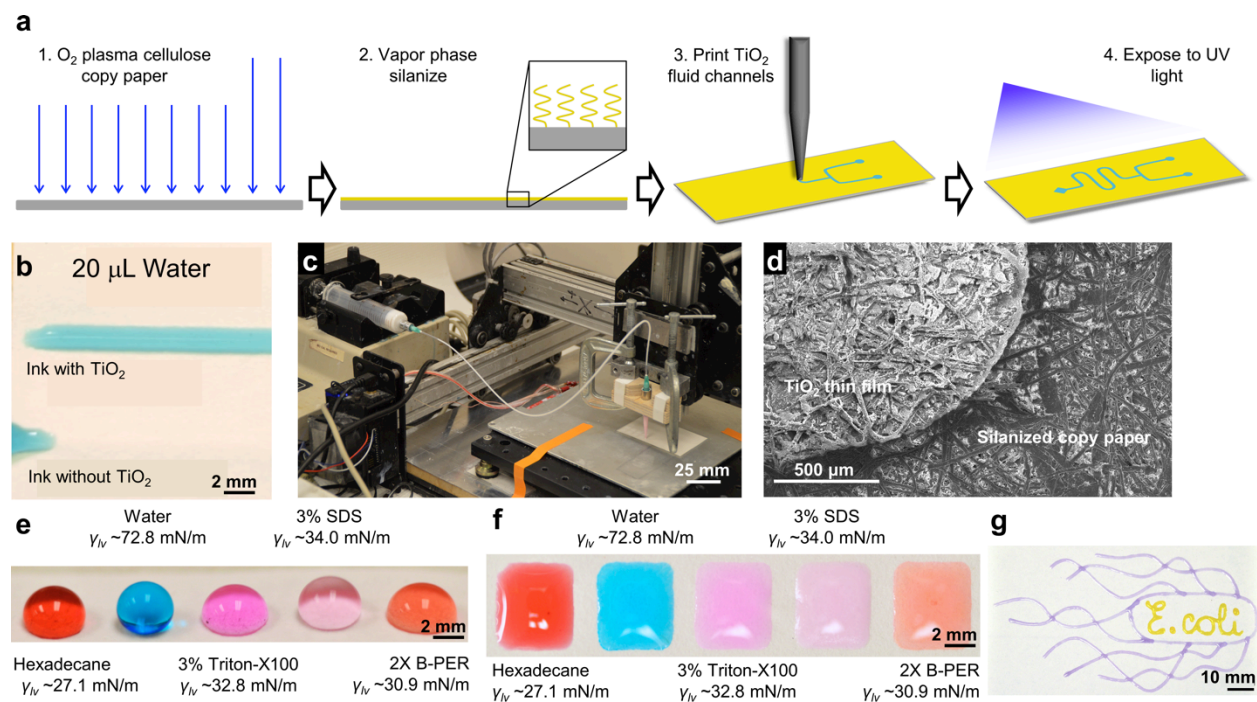 a
1. O₂ plasma cellulose
copy paper
2. Vapor phase
silanize
3. Print TiO₂
fluid channels
4. Expose to UV
light
b
20 μL Water
Ink with TiO₂
Ink without TiO₂
2 mm
c
25 mm
d
TiO₂ thin film
Silanized copy paper
500 μm
e
Water
γlv ~72.8 mN/m
3% SDS
γlv ~34.0 mN/m
2 mm
Hexadecane
γlv ~27.1 mN/m
3% Triton-X100
γlv ~32.8 mN/m
2X B-PER
γlv ~30.9 mN/m
f
Water
γlv ~72.8 mN/m
3% SDS
γlv ~34.0 mN/m
2 mm
Hexadecane
γlv ~27.1 mN/m
3% Triton-X100
γlv ~32.8 mN/m
2X B-PER
γlv ~30.9 mN/m
g
E.coli
10 mm